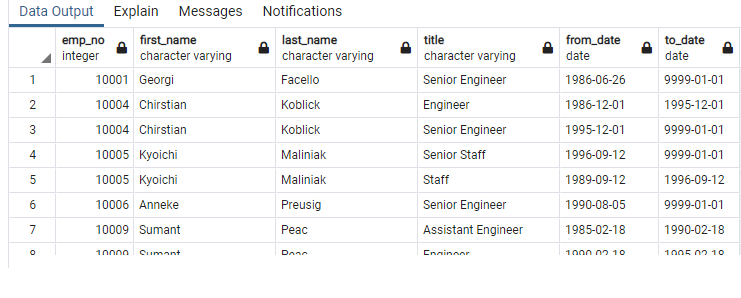 Data Output Explain Messages Notifications
emp_no first_name last_name title from_date to_date
integer character varying character varying character varying date date
1 10001 Georgi Facello Senior Engineer 1986-06-26 9999-01-01
2 10004 Chirstian Koblick Engineer 1986-12-01 1995-12-01
3 10004 Chirstian Koblick Senior Engineer 1995-12-01 9999-01-01
4 10005 Kyoichi Maliniak Senior Staff 1996-09-12 9999-01-01
5 10005 Kyoichi Maliniak Staff 1989-09-12 1996-09-12
6 10006 Anneke Preusig Senior Engineer 1990-08-05 9999-01-01
7 10009 Sumant Peac Assistant Engineer 1985-02-18 1990-02-18
8 10009 Sumant Peac Engineer 1990-02-18 1995-02-18